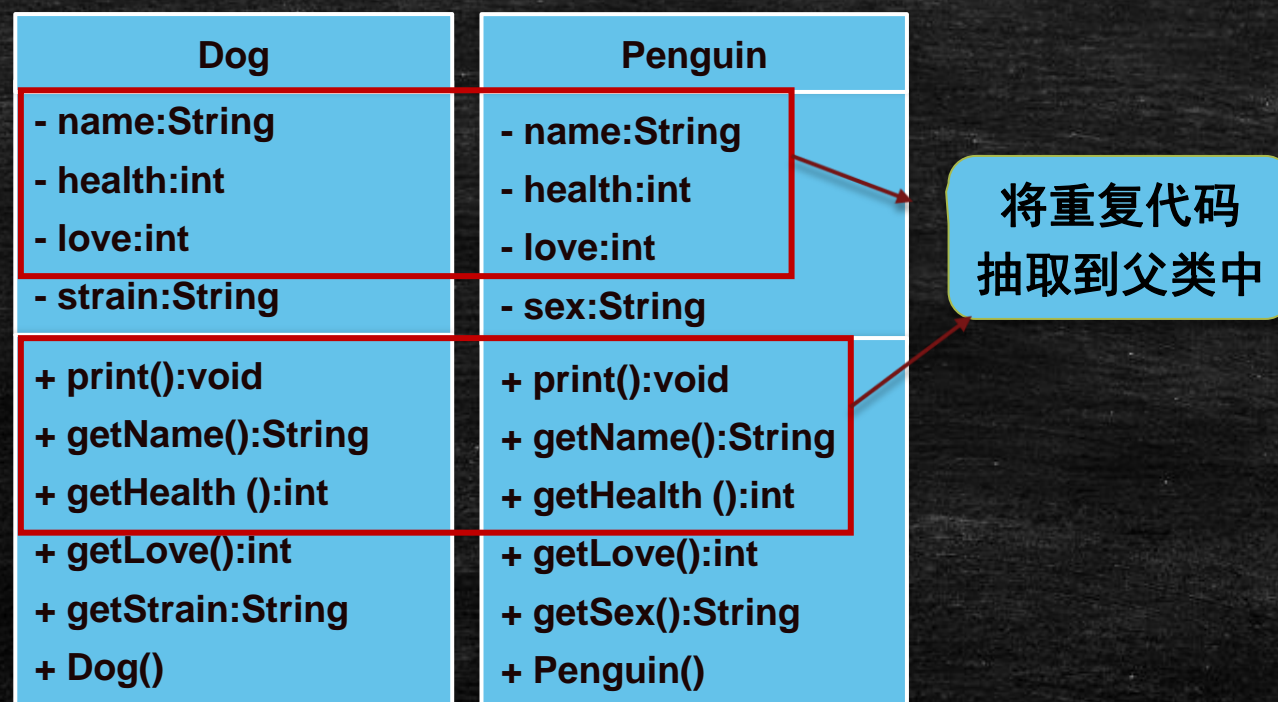 Dog
- name:String
- health:int
- love:int
- strain:String
+ print():void
+ getName():String
+ getHealth ():int
+ getLove():int
+ getStrain:String
+ Dog()
Penguin
- name:String
- health:int
- love:int
- sex:String
+ print():void
+ getName():String
+ getHealth ():int
+ getLove():int
+ getSex():String
+ Penguin()
将重复代码
抽取到父类中